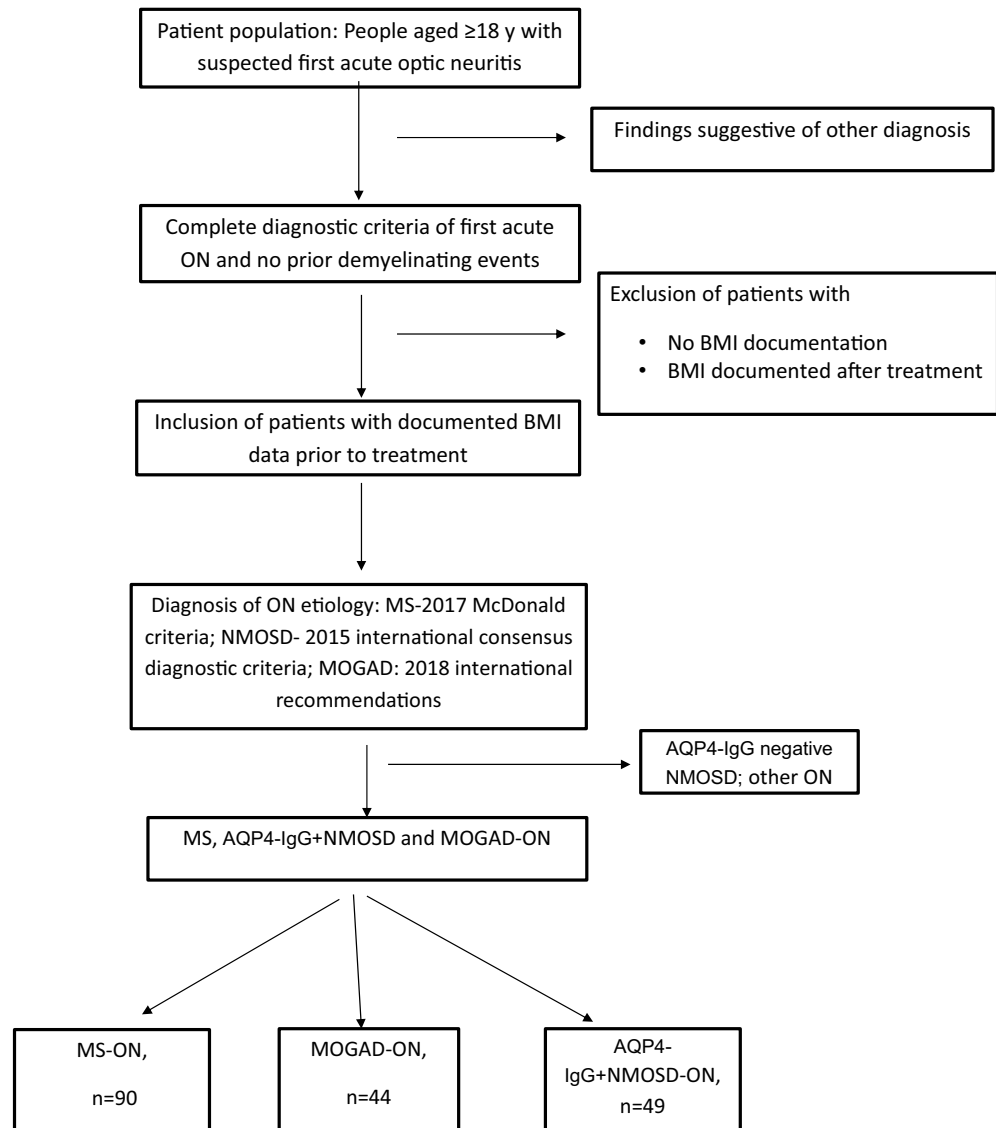 Patient population: People aged ≥18 y with
suspected first acute optic neuritis
Findings suggestive of other diagnosis
Complete diagnostic criteria of first acute
ON and no prior demyelinating events
Exclusion of patients with
• No BMI documentation
• BMI documented after treatment
Inclusion of patients with documented BMI
data prior to treatment
Diagnosis of ON etiology: MS-2017 McDonald
criteria; NMOSD- 2015 international consensus
diagnostic criteria; MOGAD: 2018 international
recommendations
AQP4-IgG negative
NMOSD; other ON
MS, AQP4-IgG+NMOSD and MOGAD-ON
MS-ON,
n=90
MOGAD-ON,
n=44
AQP4-
IgG+NMOSD-ON,
n=49